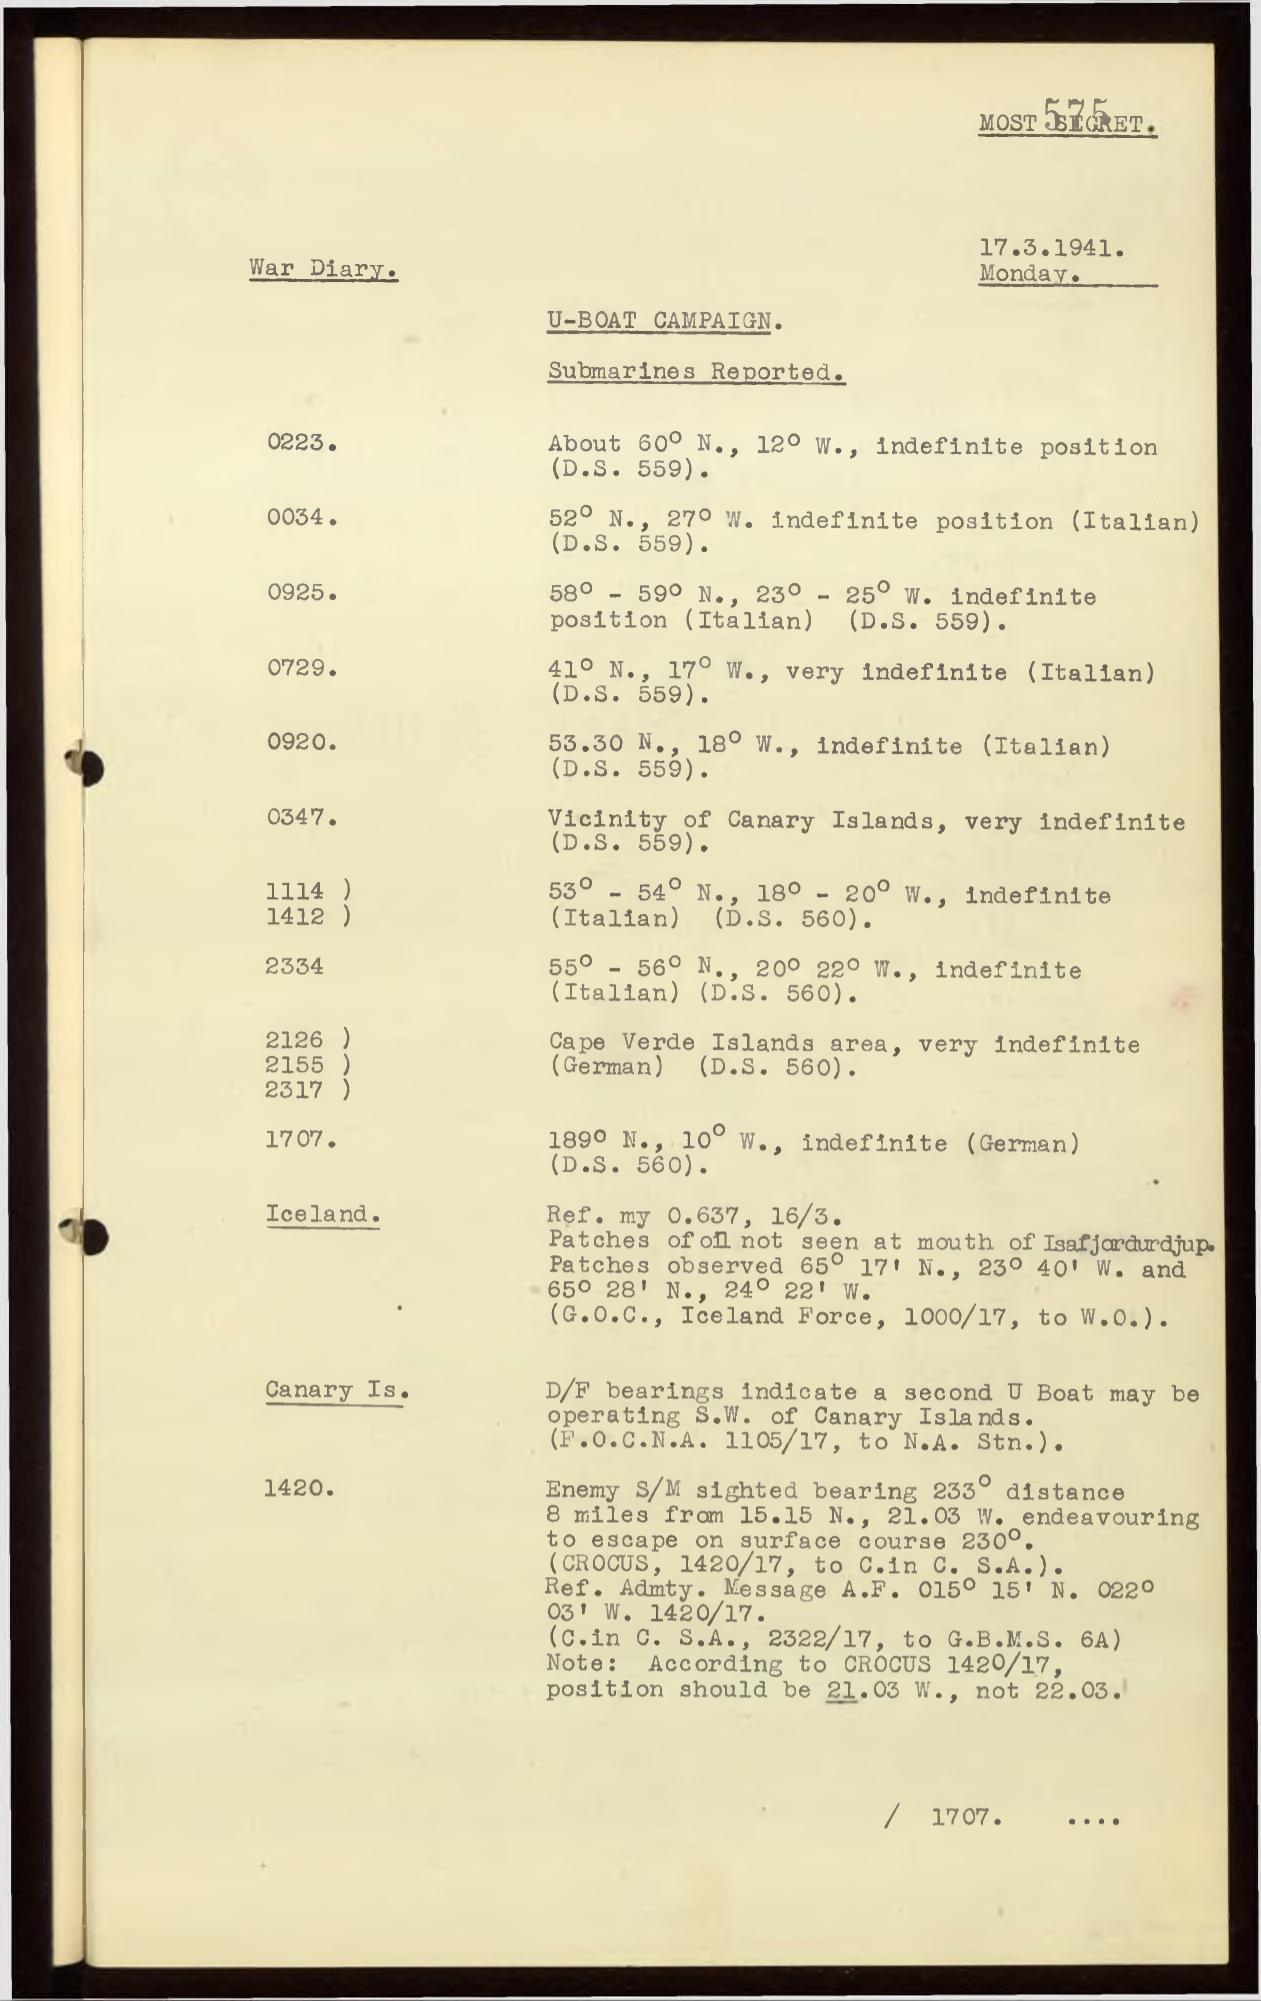 575
MOST SECRET.
17.3.1941.
War Diary.
Monday.
U-BOAT CAMPAIGN.
Submarines Reported.
0223. About 60° N., 12° W., indefinite position
(D.S. 559).
0034. 52° N., 27° W. indefinite position (Italian)
(D.S. 559).
0925. 58° - 59° N., 23° - 25° W. indefinite
position (Italian) (D.S. 559).
0729. 41° N., 17° W., very indefinite (Italian)
(D.S. 559).
0920. 53.30 N., 18° W., indefinite (Italian)
(D.S. 559).
0347. Vicinity of Canary Islands, very indefinite
(D.S. 559).
1114 ) 53° - 54° N., 18° - 20° W., indefinite
1412 ) (Italian) (D.S. 560).
2334 55° - 56° N., 20° 22° W., indefinite
(Italian) (D.S. 560).
2126 ) Cape Verde Islands area, very indefinite
2155 ) (German) (D.S. 560).
2317 )
1707. 189° N., 10° W., indefinite (German)
(D.S. 560).
Iceland. Ref. my 0.637, 16/3.
Patches of oil not seen at mouth of Isafjordurdjup.
Patches observed 65° 17' N., 23° 40' W. and
65° 28' N., 24° 22' W.
(G.O.C., Iceland Force, 1000/17, to W.O.).
Canary Is. D/F bearings indicate a second U Boat may be
operating S.W. of Canary Islands.
(F.O.C.N.A. 1105/17, to N.A. Stn.).
1420. Enemy S/M sighted bearing 233° distance
8 miles from 15.15 N., 21.03 W. endeavouring
to escape on surface course 230°.
(CROCUS, 1420/17, to C.in C. S.A.).
Ref. Admty. Message A.F. 015° 15' N. 022°
03' W. 1420/17.
(C.in C. S.A., 2322/17, to G.B.M.S. 6A)
Note: According to CROCUS 1420/17,
position should be 21.03 W., not 22.03.
/ 1707. ....